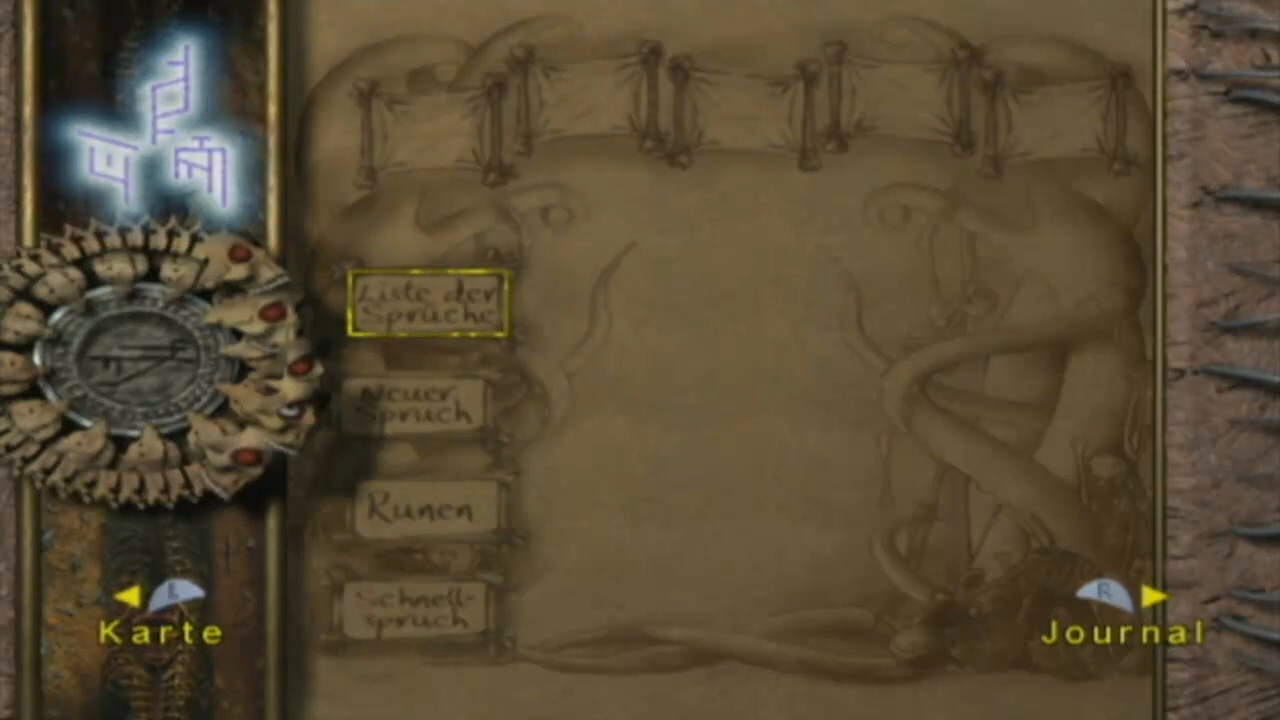 Liste der
Sprüche
Neuer
Spruch
Runen
Schnell-
spruch
L
Karte
R
Journal